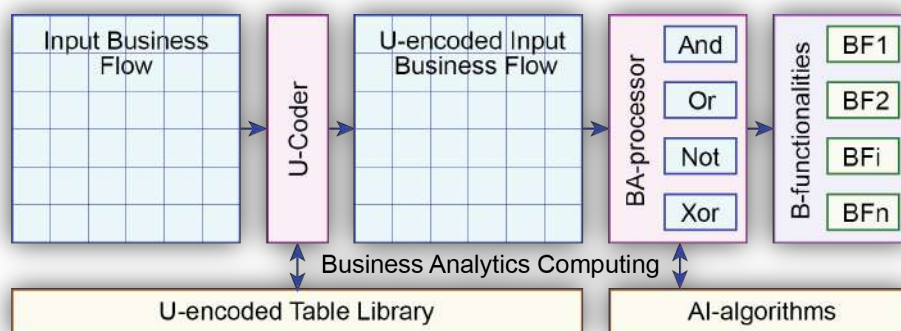 Input Business
Flow
U-Coder
U-encoded Input
Business Flow
BA-processor
And
Or
Not
Xor
B-functionalities
BF1
BF2
BFi
BFn
Business Analytics Computing
U-encoded Table Library
AI-algorithms